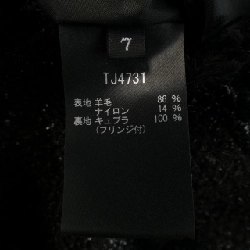 7
TJ4731
表地 羊毛 86 %
ナイロン 14 %
裏地 キュプラ 100 %
(フリンジ付)